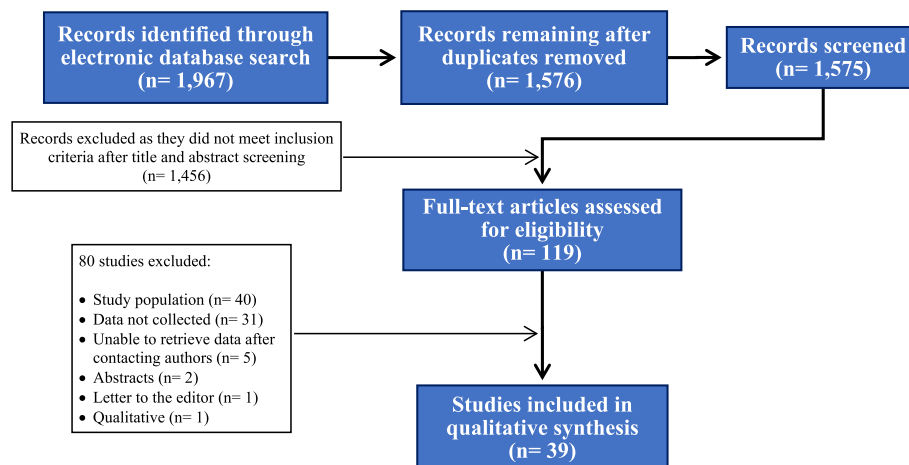 Records identified through
electronic database search
(n= 1,967)
Records remaining after
duplicates removed
(n= 1,576)
Records screened
(n= 1,575)
Records excluded as they did not meet inclusion
criteria after title and abstract screening
(n= 1,456)
Full-text articles assessed
for eligibility
(n= 119)
80 studies excluded:
• Study population (n= 40)
• Data not collected (n= 31)
• Unable to retrieve data after
contacting authors (n= 5)
• Abstracts (n= 2)
• Letter to the editor (n= 1)
• Qualitative (n= 1)
Studies included in
qualitative synthesis
(n= 39)